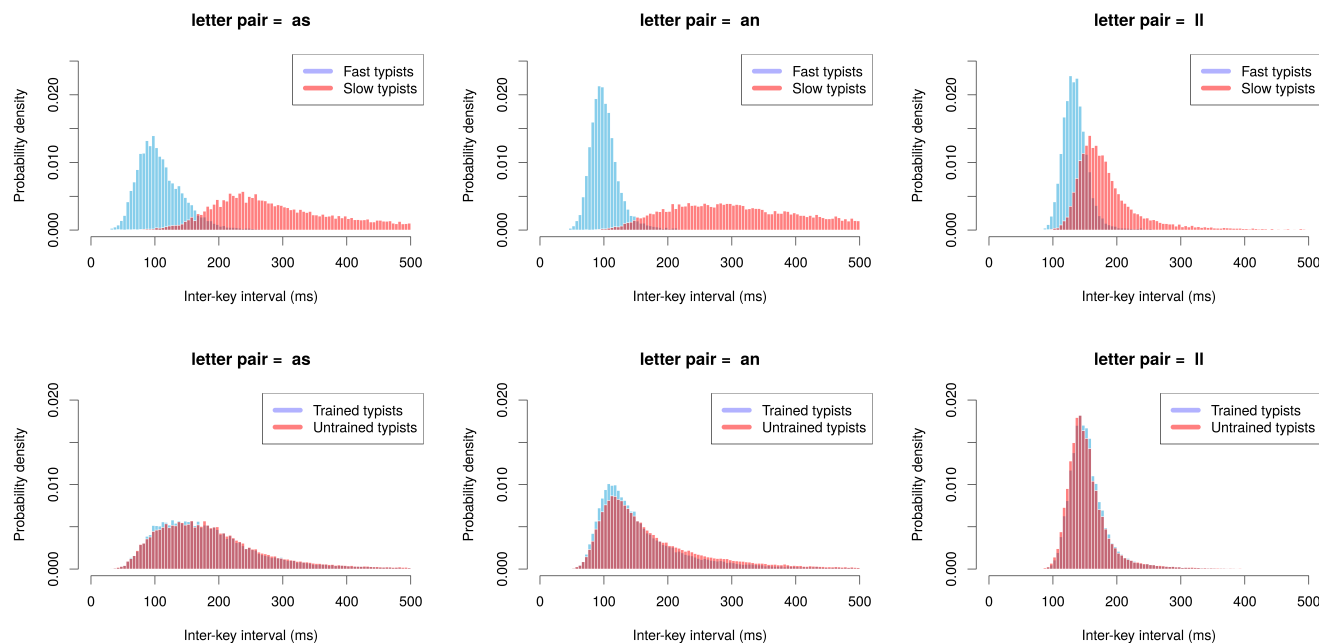 letter pair =  as
Fast typists
Slow typists
Probability density
0.000
0.010
0.020
0 100 200 300 400 500
Inter-key interval (ms)
letter pair =  an
Fast typists
Slow typists
Probability density
0.000
0.010
0.020
0 100 200 300 400 500
Inter-key interval (ms)
letter pair =  ll
Fast typists
Slow typists
Probability density
0.000
0.010
0.020
0 100 200 300 400 500
Inter-key interval (ms)
letter pair =  as
Trained typists
Untrained typists
Probability density
0.000
0.010
0.020
0 100 200 300 400 500
Inter-key interval (ms)
letter pair =  an
Trained typists
Untrained typists
Probability density
0.000
0.010
0.020
0 100 200 300 400 500
Inter-key interval (ms)
letter pair =  ll
Trained typists
Untrained typists
Probability density
0.000
0.010
0.020
0 100 200 300 400 500
Inter-key interval (ms)